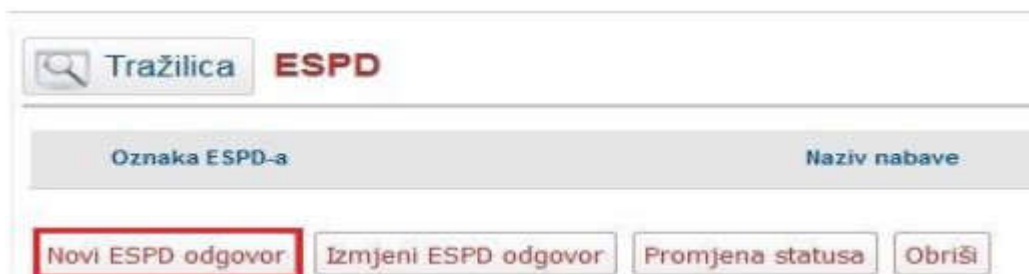 Tražilica ESPD
Oznaka ESPD-a Naziv nabave
Novi ESPD odgovor Izmjeni ESPD odgovor Promjena statusa Obriši